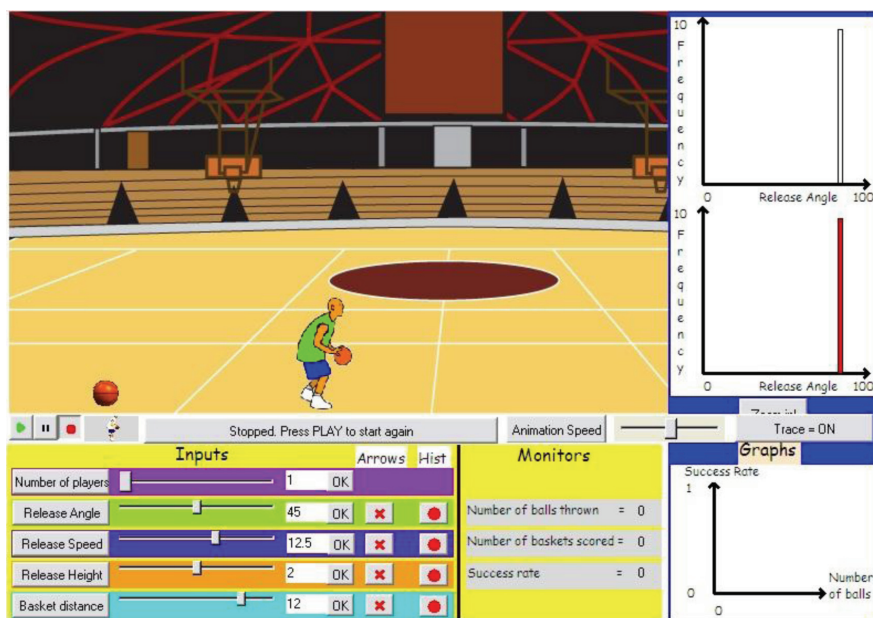 10
F
r
e
q
u
e
n
c
y
0
Release Angle
100
10
F
r
e
q
u
e
n
c
y
0
Release Angle
100
Stopped. Press PLAY to start again
Animation Speed
Trace = ON
Inputs
Arrows
Hist
Number of players
1
OK
Release Angle
45
OK
Release Speed
12.5
OK
Release Height
2
OK
Basket distance
12
OK
Monitors
Number of balls thrown = 0
Number of baskets scored = 0
Success rate = 0
Graphs
Success Rate
1
0
0
Number
of balls